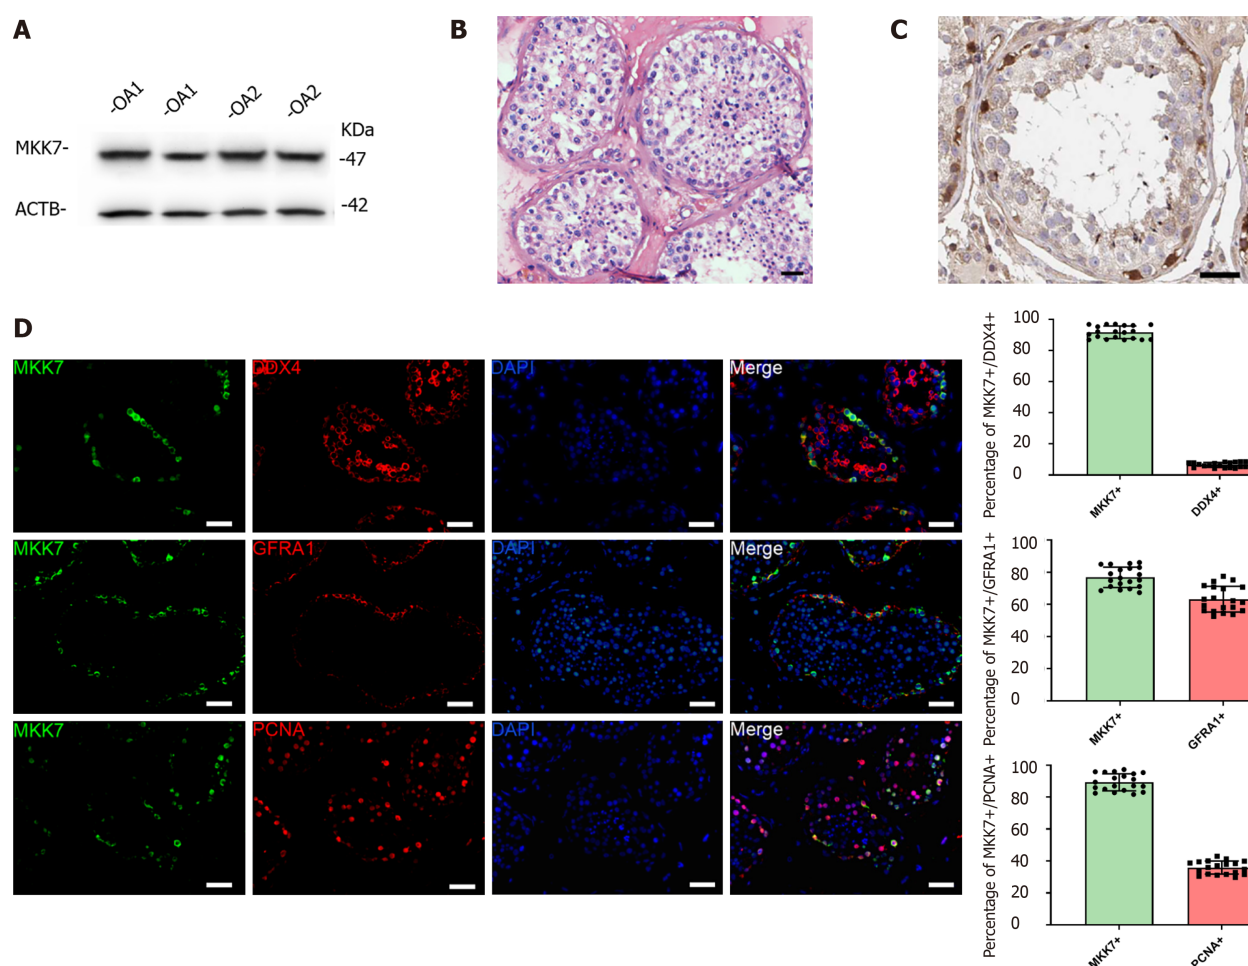 A
B
C
-OA1
-OA1
-OA2
-OA2
KDa
MKK7-
-47
ACTB-
-42
D
MKK7
DDX4
DAPI
Merge
MKK7
GFRA1
DAPI
Merge
MKK7
PCNA
DAPI
Merge
Percentage of MKK7+/DDX4+
100
80
60
40
20
0
MKK7+
DDX4+
Percentage of MKK7+/GFRA1+
100
80
60
40
20
0
MKK7+
GFRA1+
Percentage of MKK7+/PCNA+
100
80
60
40
20
0
MKK7+
PCNA+